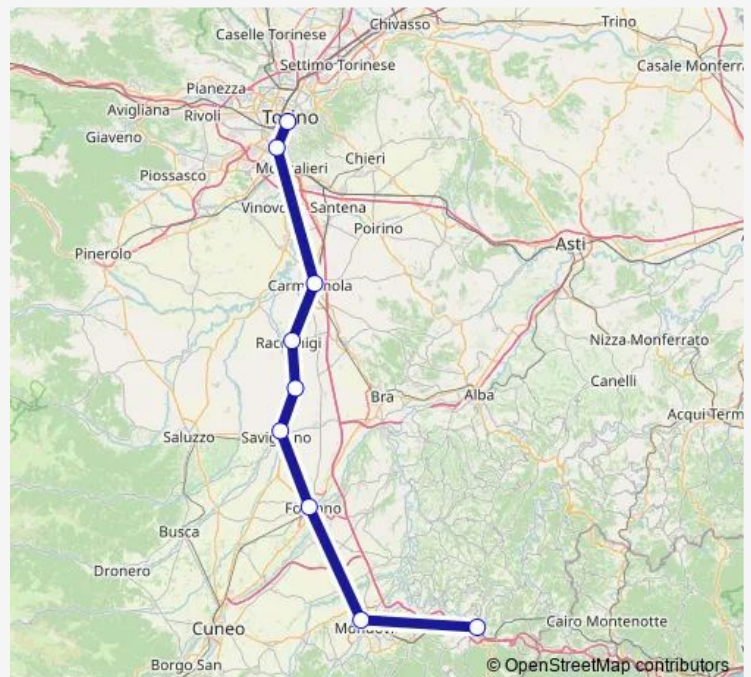 Chivasso
Trino
Caselle Torinese
Settimo Torinese
Casale Monferr
Pianezza
Avigliana
Rivoli
Giaveno
Chieri
Piossasco
Santena
Poirino
Pinerolo
Asti
Nizza Monferrato
Canelli
Bra
Alba
Acqui Term
Saluzzo
Busca
Dronero
Cuneo
Cairo Montenotte
Borgo San
© OpenStreetMap contributors